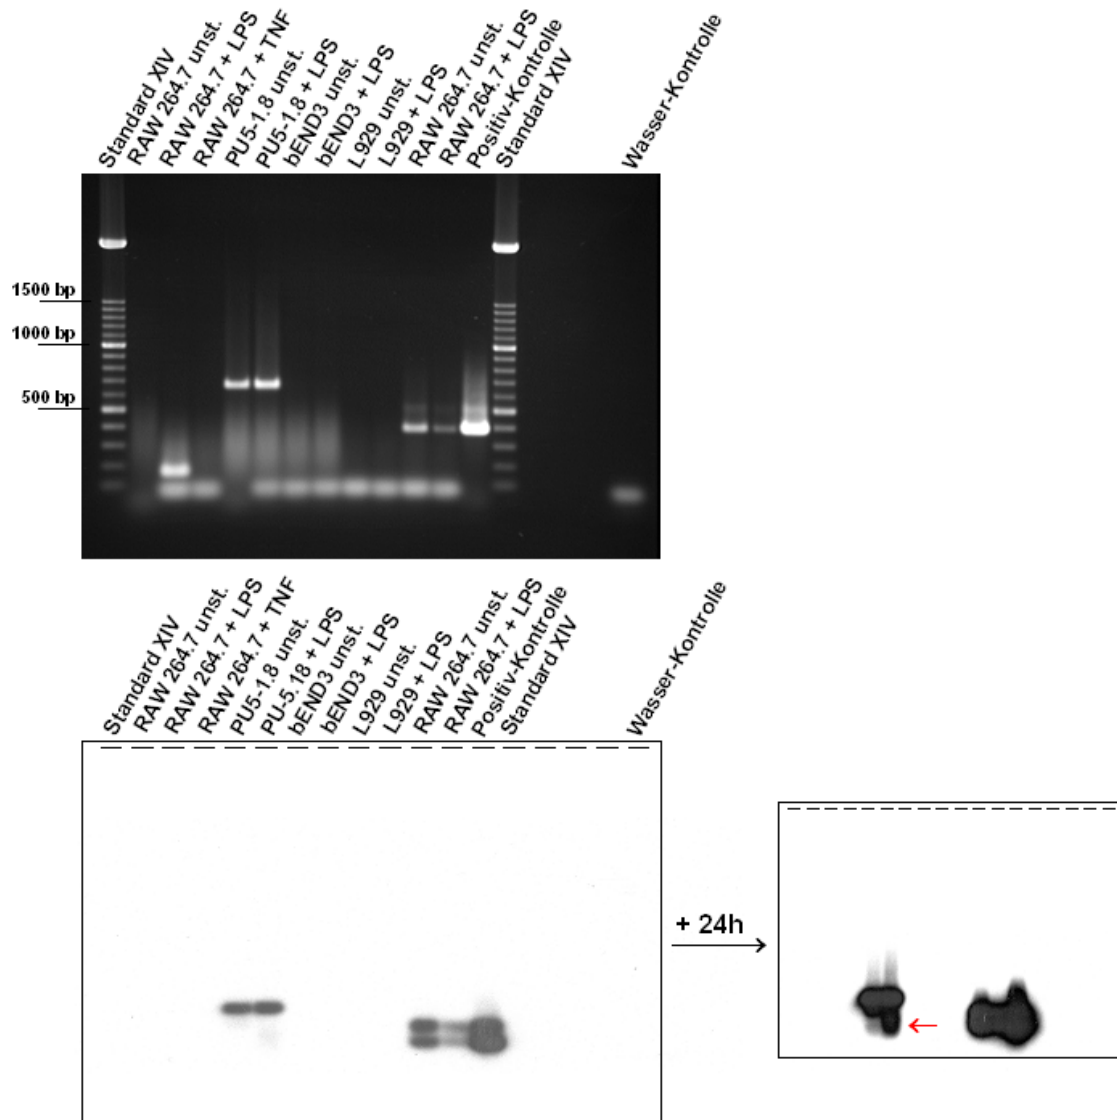 Standard XIV
RAW 264.7 unst.
RAW 264.7 + LPS
RAW 264.7 + TNF
PU5-1.8 unst.
PU5-1.8 + LPS
bEND3 unst.
bEND3 + LPS
L929 unst.
L929 + LPS
RAW 264.7 unst.
RAW 264.7 + LPS
Positiv-Kontrolle
Standard XIV
Wasser-Kontrolle
1500 bp
1000 bp
500 bp
Standard XIV
RAW 264.7 unst.
RAW 264.7 + LPS
RAW 264.7 + TNF
PU5-1.8 unst.
PU-5.18 + LPS
bEND3 unst.
bEND3 + LPS
L929 unst.
L929 + LPS
RAW 264.7 unst.
RAW 264.7 + LPS
Positiv-Kontrolle
Standard XIV
Wasser-Kontrolle
+ 24h